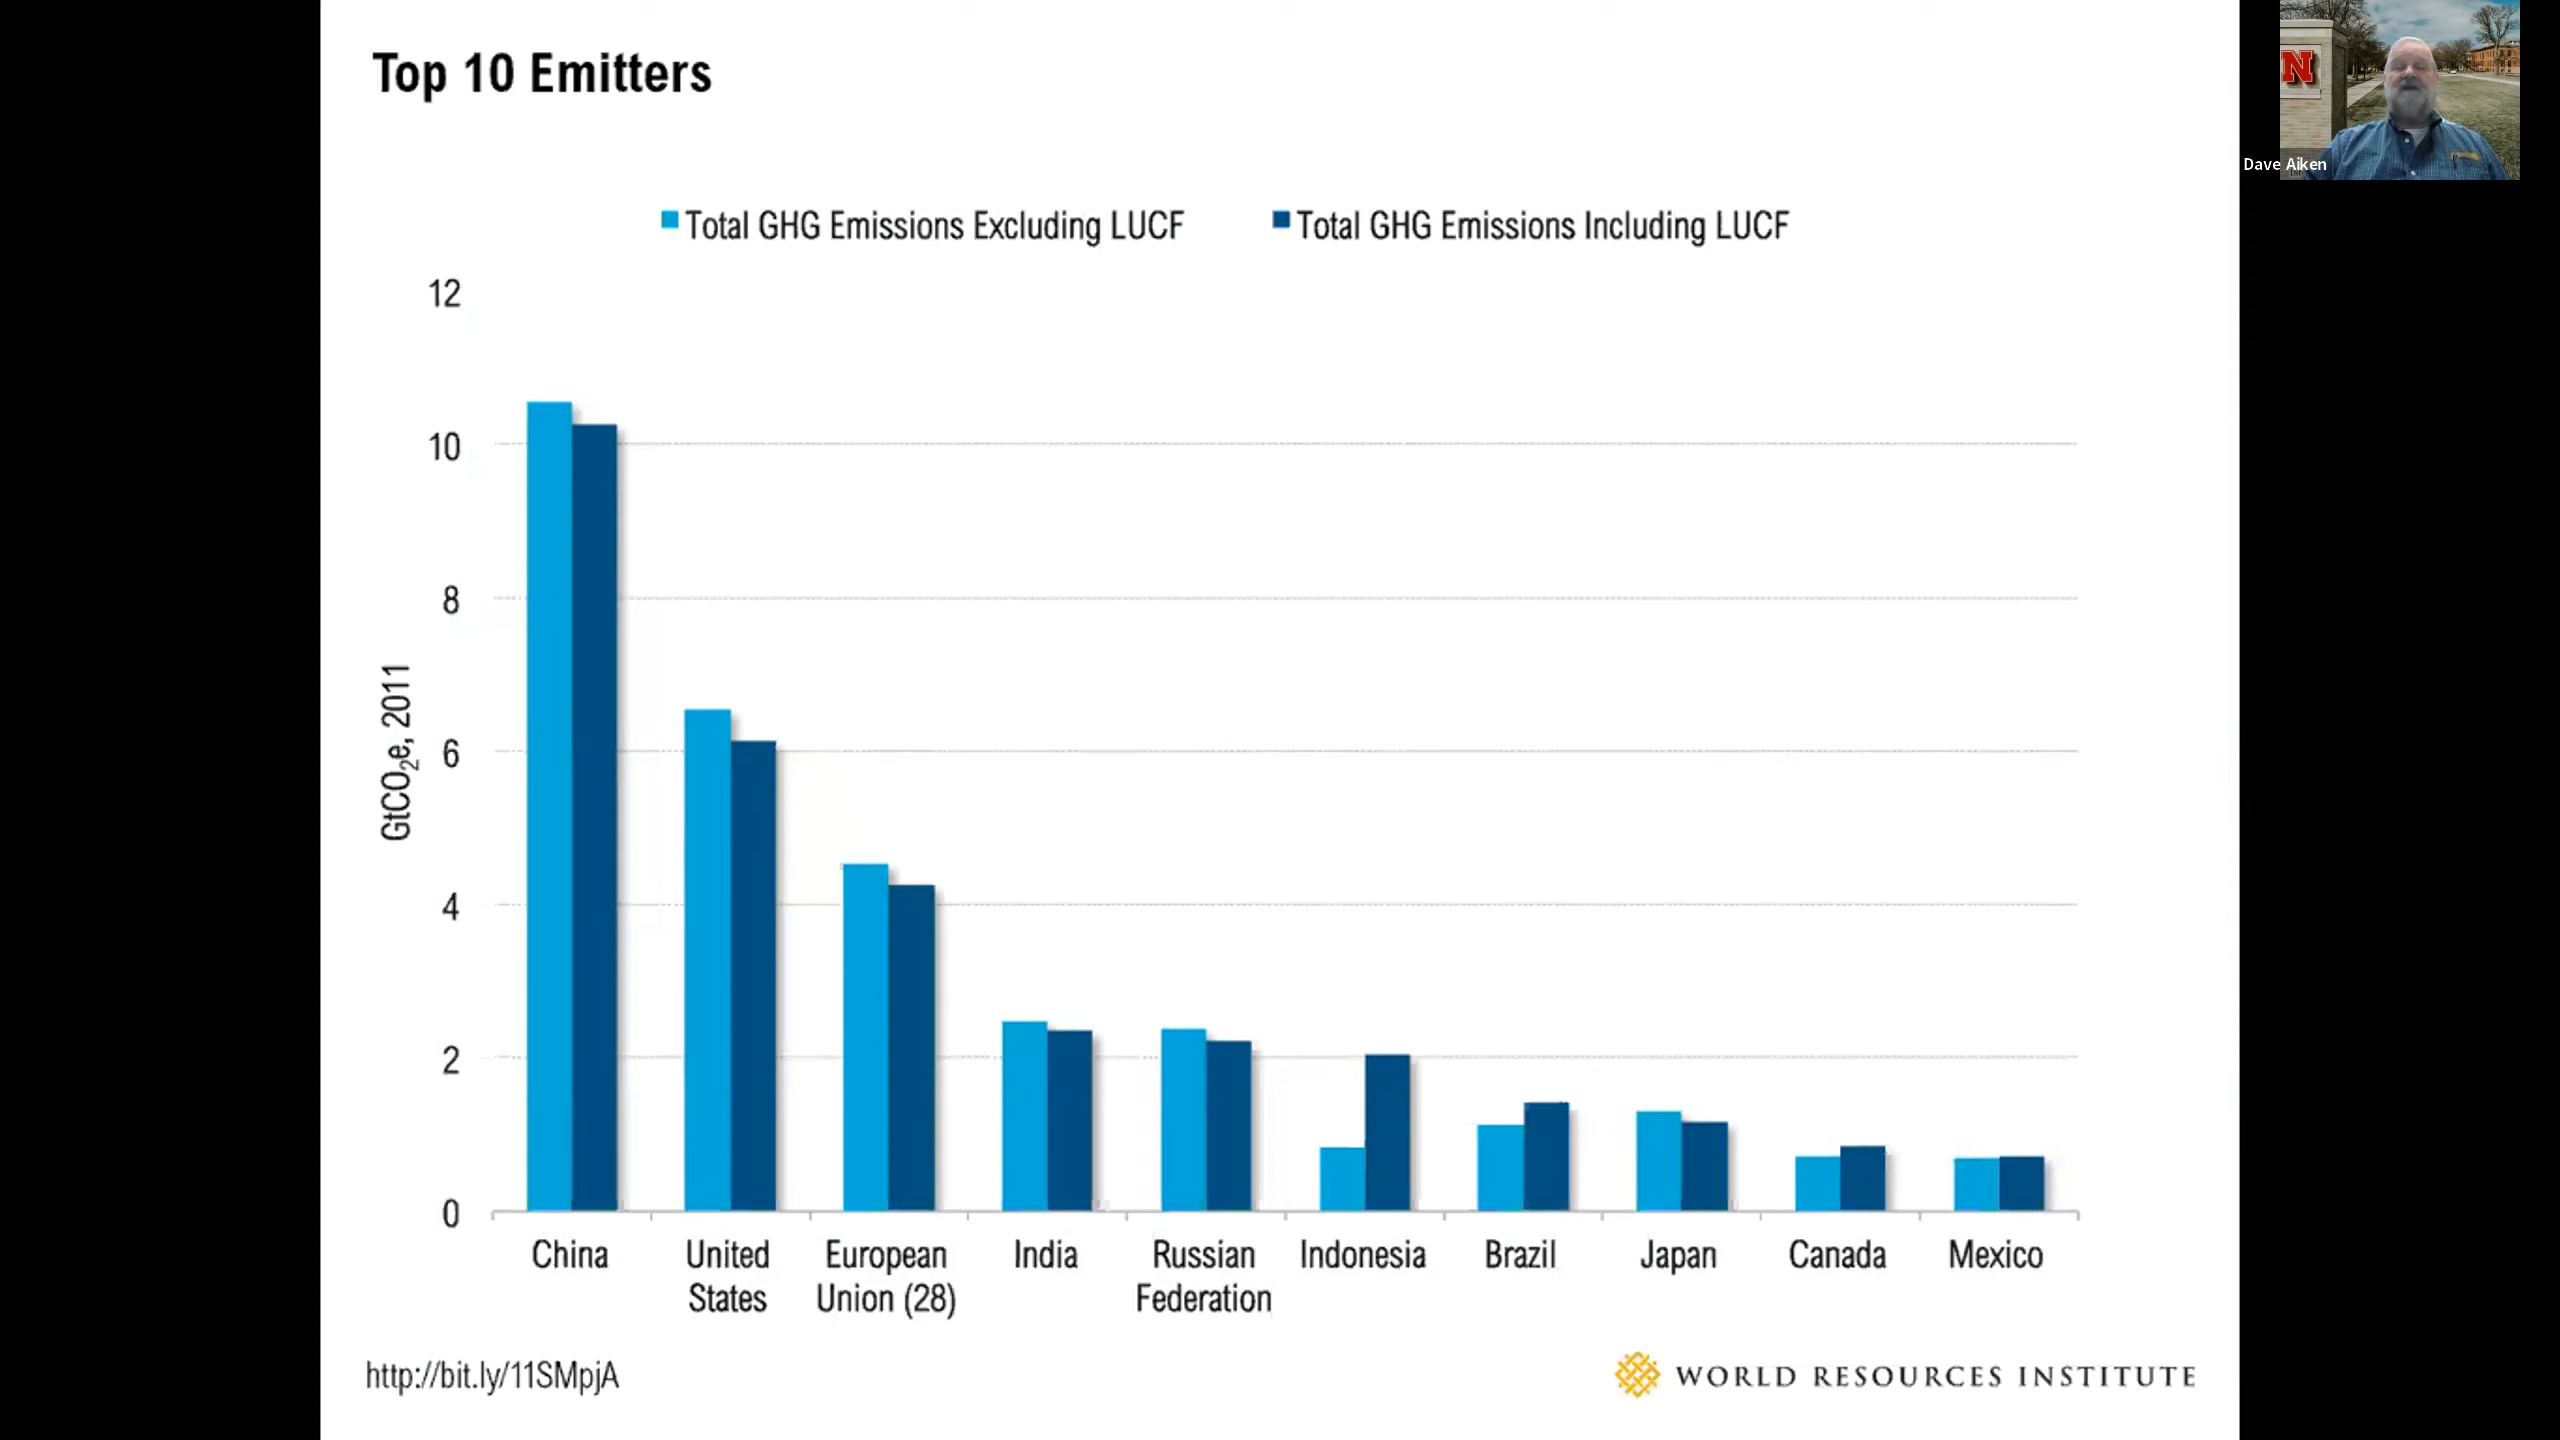 Top 10 Emitters
N
Dave Aiken
Total GHG Emissions Excluding LUCF
Total GHG Emissions Including LUCF
12
10
8
6
4
2
0
GtCO₂e, 2011
China
United
States
European
Union (28)
India
Russian
Federation
Indonesia
Brazil
Japan
Canada
Mexico
http://bit.ly/11SMpjA
WORLD RESOURCES INSTITUTE